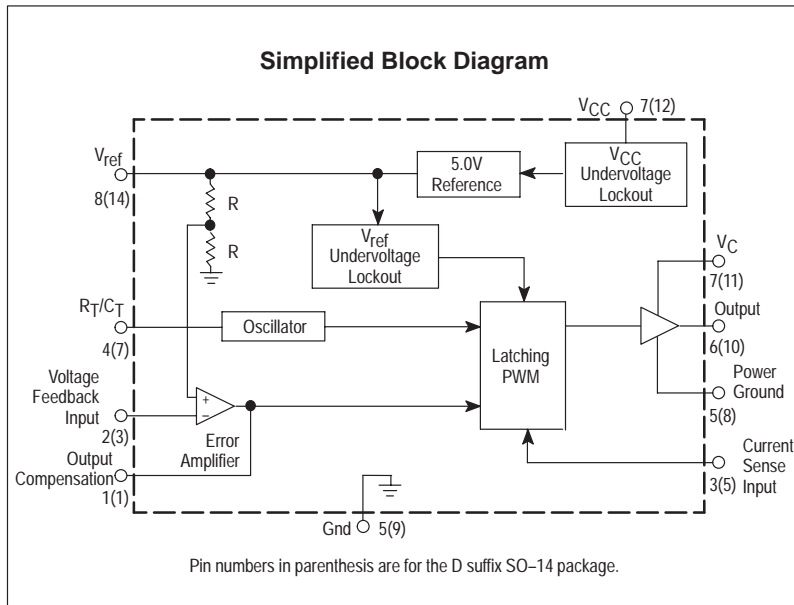 Simplified Block Diagram
VCC 7(12)
Vref
8(14)
R
R
5.0V
Reference
VCC
Undervoltage
Lockout
Vref
Undervoltage
Lockout
VC
7(11)
RT/CT
4(7)
Oscillator
Latching
PWM
Output
6(10)
Voltage
Feedback
Input
2(3)
+
–
Error
Amplifier
Power
Ground
5(8)
Output
Compensation
1(1)
Current
Sense
Input
3(5)
Gnd 5(9)
Pin numbers in parenthesis are for the D suffix SO–14 package.